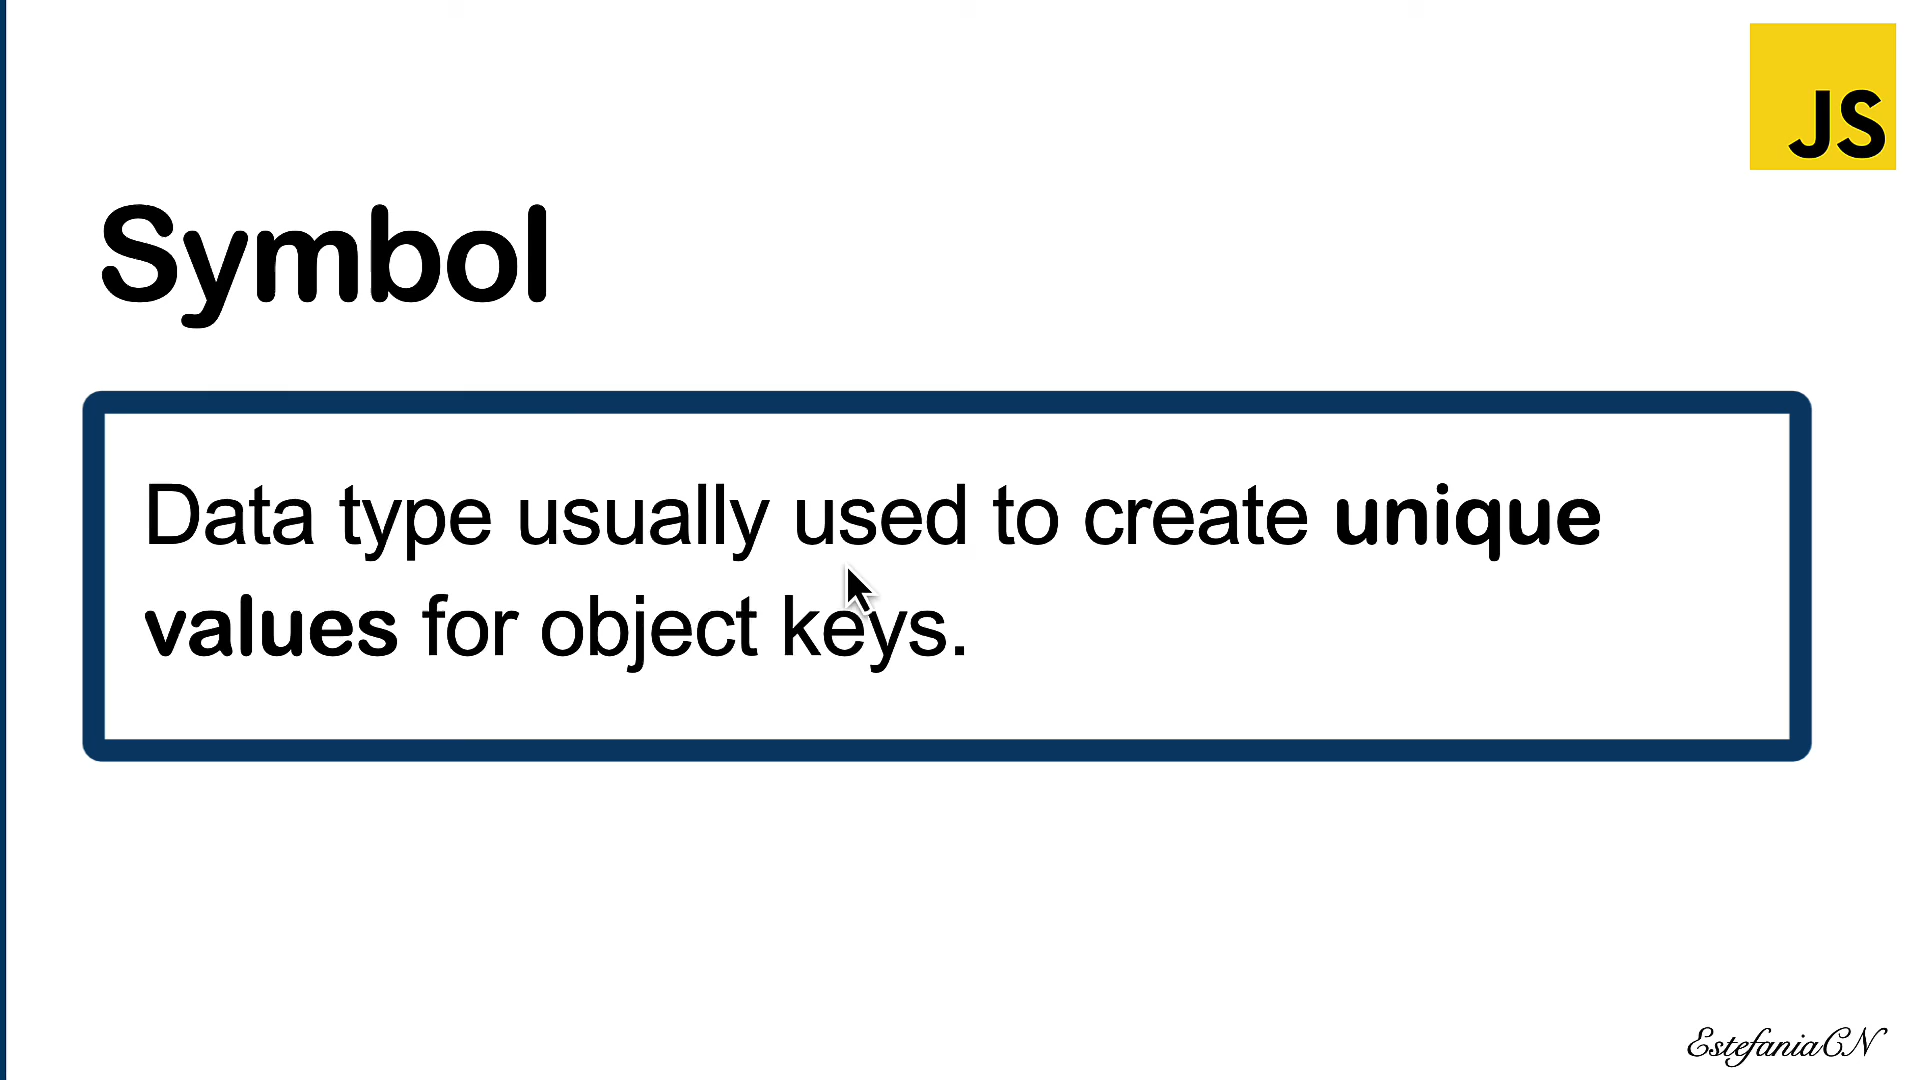 JS
Symbol
Data type usually used to create unique
values for object keys.
EstefaniaCN